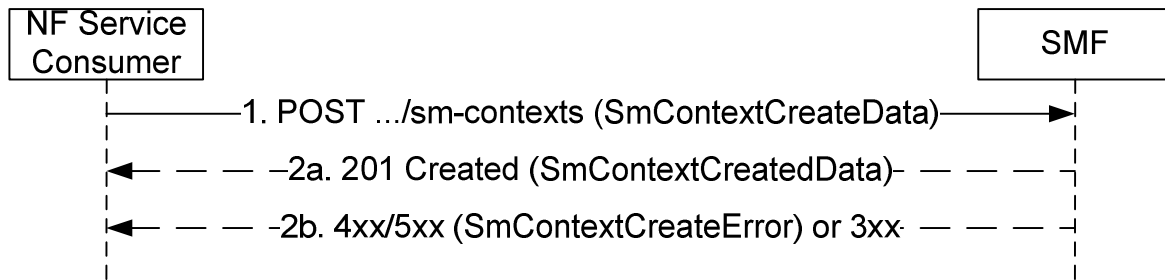 NF Service
Consumer
SMF
1. POST .../sm-contexts (SmContextCreateData)
2a. 201 Created (SmContextCreatedData)
2b. 4xx/5xx (SmContextCreateError) or 3xx